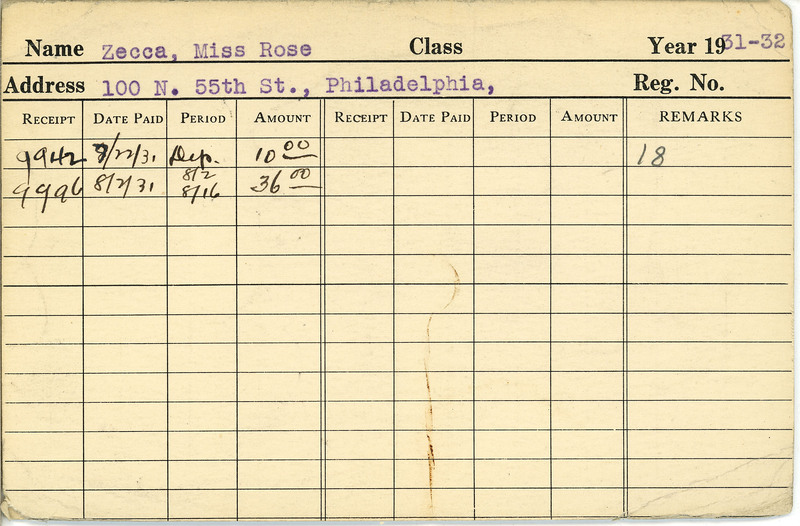 Name Zecca, Miss Rose Class Year 1931-32
Address 100 N. 55th St., Philadelphia, Reg. No.
RECEIPT DATE PAID PERIOD AMOUNT RECEIPT DATE PAID PERIOD AMOUNT REMARKS
9942 7/22/31 Dep. 10 00 18
9996 8/2/31 8/2 8/16 36 00